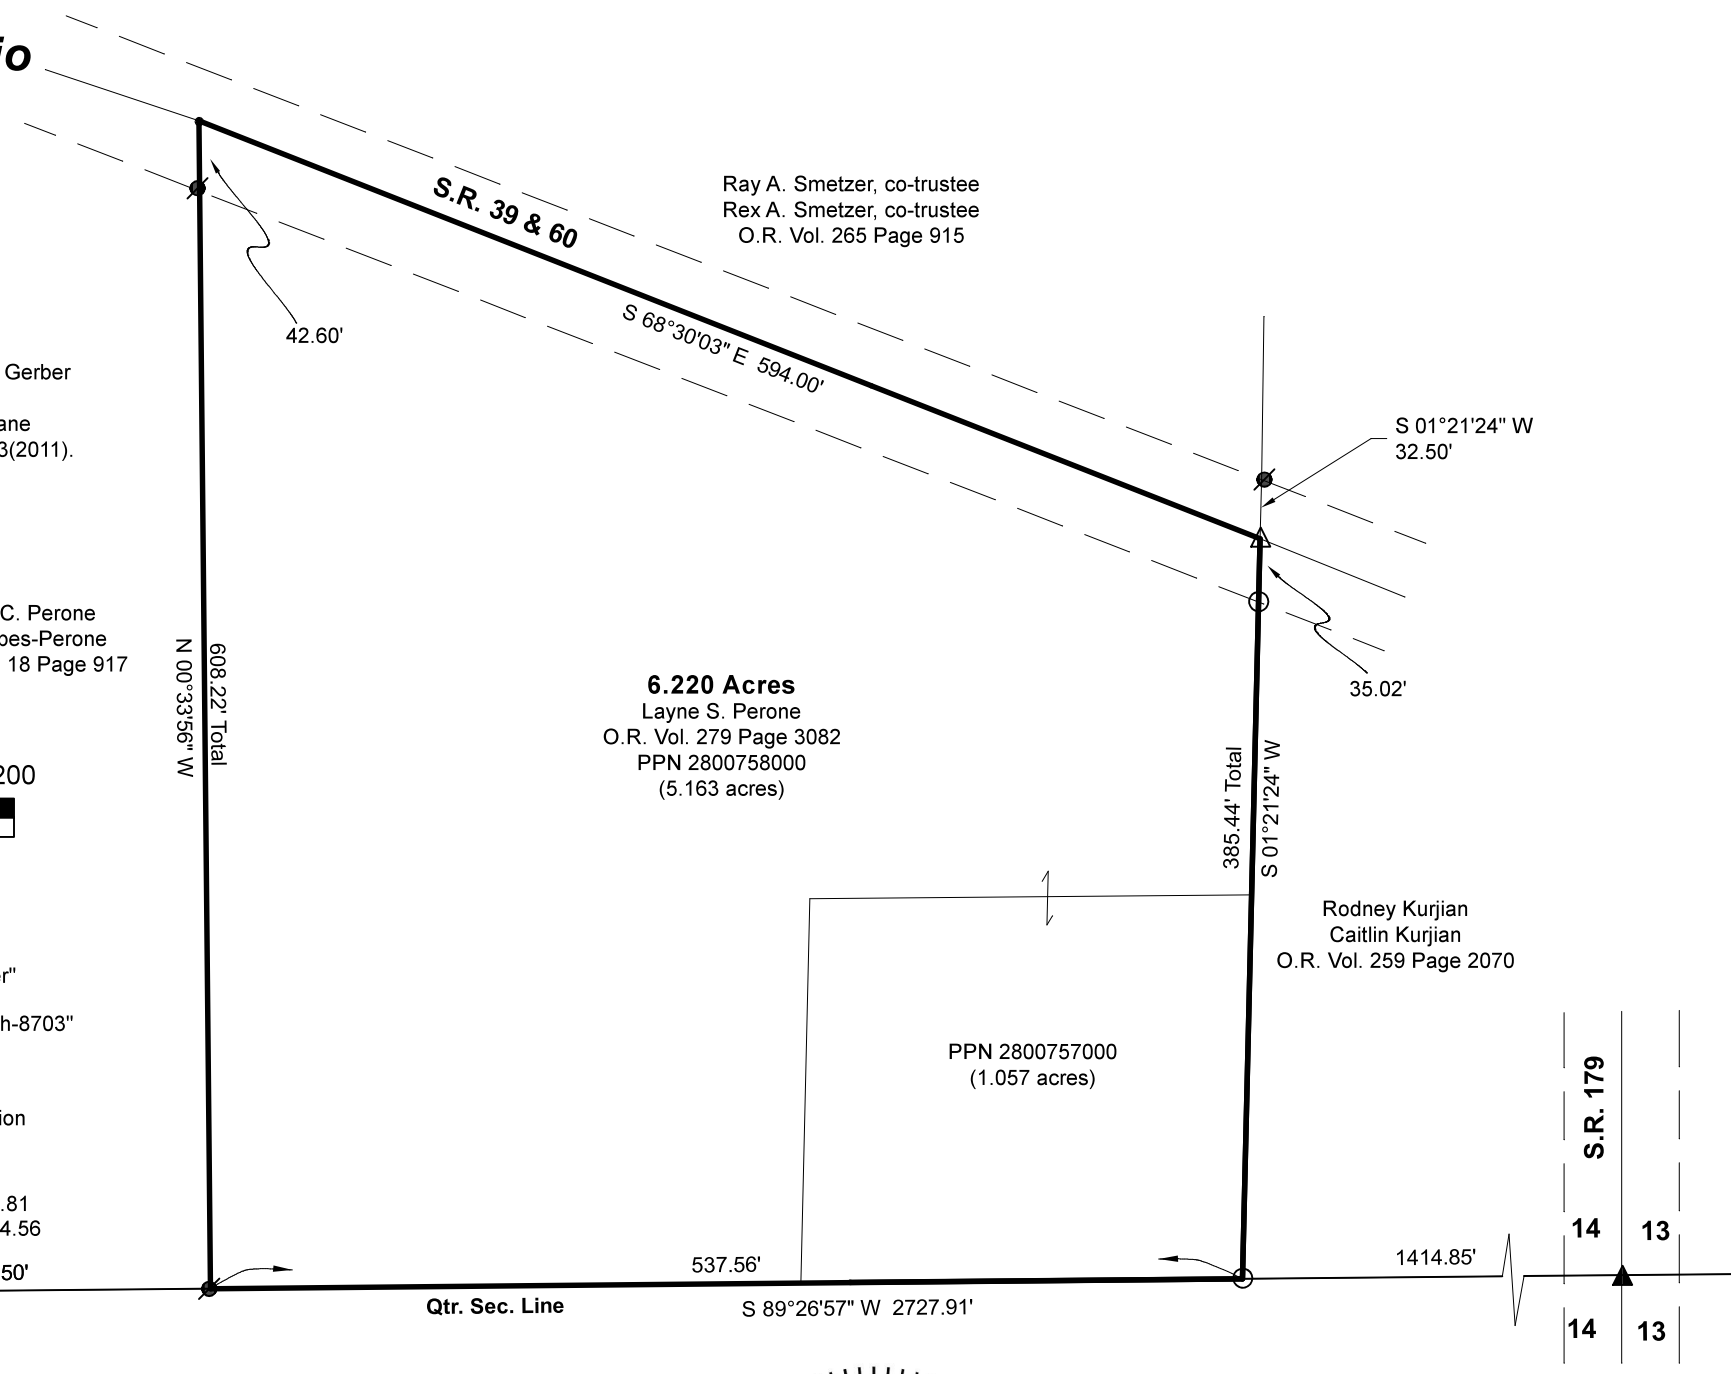 io
S.R. 39 & 60
Ray A. Smetzer, co-trustee
Rex A. Smetzer, co-trustee
O.R. Vol. 265 Page 915
S 68°30'03" E 594.00'
42.60'
Gerber
ane
3(2011).
S 01°21'24" W
32.50'
35.02'
C. Perone
bes-Perone
18 Page 917
N 00°33'56" W
608.22' Total
6.220 Acres
Layne S. Perone
O.R. Vol. 279 Page 3082
PPN 2800758000
(5.163 acres)
200
385.44' Total
S 01°21'24" W
Rodney Kurjian
Caitlin Kurjian
O.R. Vol. 259 Page 2070
er"
h-8703"
PPN 2800757000
(1.057 acres)
ion
.81
4.56
50'
S.R. 179
14 13
537.56'
1414.85'
Qtr. Sec. Line
S 89°26'57" W 2727.91'
14 13